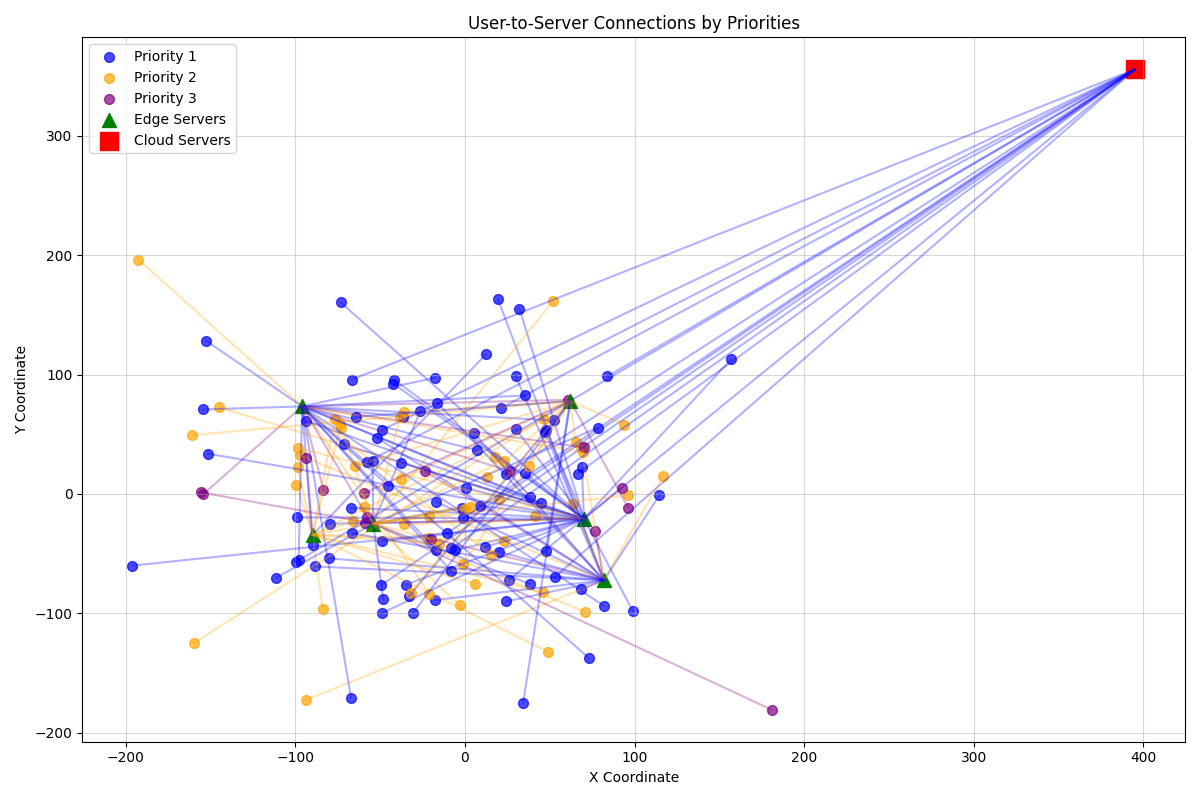 User-to-Server Connections by Priorities
Priority 1
Priority 2
Priority 3
Edge Servers
Cloud Servers
Y Coordinate
300
200
100
0
−100
−200
−200
−100
0
100
200
300
400
X Coordinate